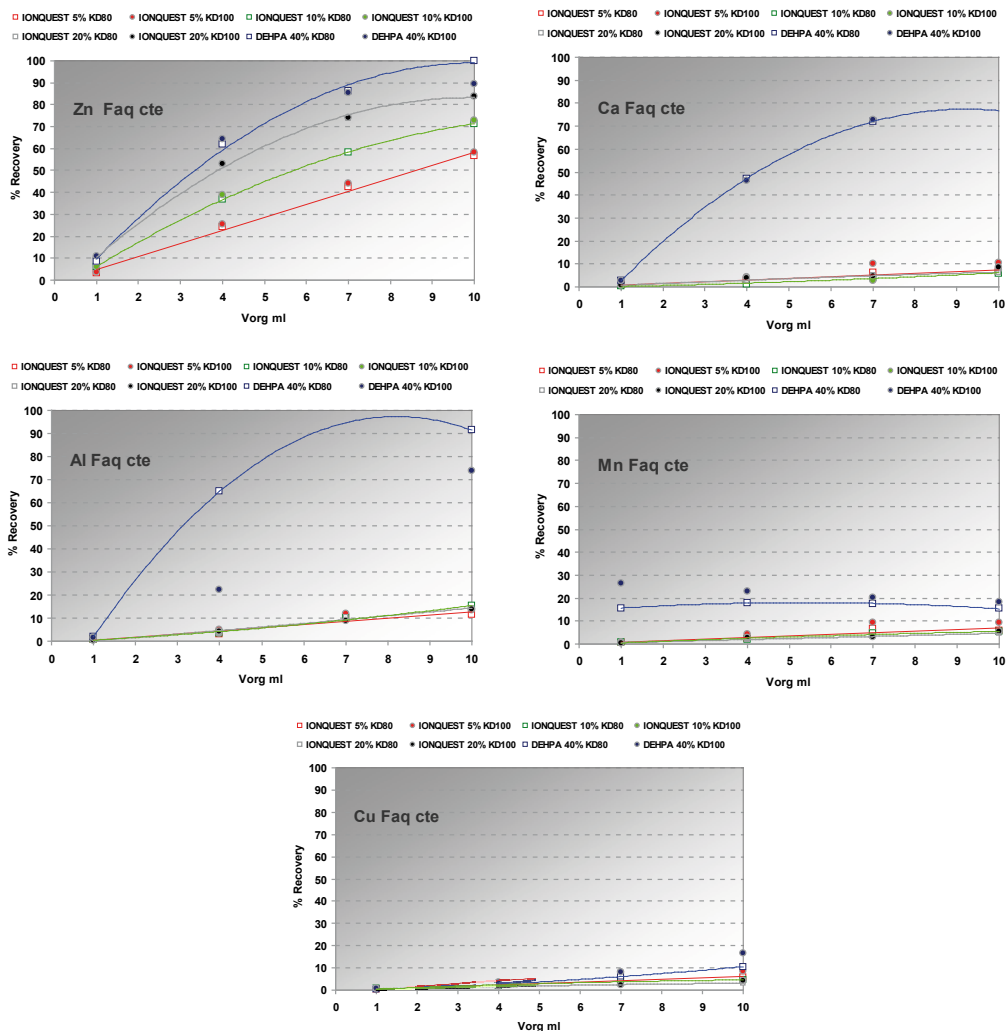 IONQUEST 5% KD80 IONQUEST 5% KD100 IONQUEST 10% KD80 IONQUEST 10% KD100
IONQUEST 20% KD80 IONQUEST 20% KD100 DEHPA 40% KD80 DEHPA 40% KD100
100
90
80
70
60
50
40
30
20
10
0
% Recovery
Zn Faq cte
0 1 2 3 4 5 6 7 8 9 10
Vorg ml
IONQUEST 5% KD80 IONQUEST 5% KD100 IONQUEST 10% KD80 IONQUEST 10% KD100
IONQUEST 20% KD80 IONQUEST 20% KD100 DEHPA 40% KD80 DEHPA 40% KD100
100
90
80
70
60
50
40
30
20
10
0
% Recovery
Ca Faq cte
0 1 2 3 4 5 6 7 8 9 10
Vorg ml
IONQUEST 5% KD80 IONQUEST 5% KD100 IONQUEST 10% KD80 IONQUEST 10% KD100
IONQUEST 20% KD80 IONQUEST 20% KD100 DEHPA 40% KD80 DEHPA 40% KD100
100
90
80
70
60
50
40
30
20
10
0
% Recovery
Al Faq cte
0 1 2 3 4 5 6 7 8 9 10
Vorg ml
IONQUEST 5% KD80 IONQUEST 5% KD100 IONQUEST 10% KD80 IONQUEST 10% KD100
IONQUEST 20% KD80 IONQUEST 20% KD100 DEHPA 40% KD80 DEHPA 40% KD100
100
90
80
70
60
50
40
30
20
10
0
% Recovery
Mn Faq cte
0 1 2 3 4 5 6 7 8 9 10
Vorg ml
IONQUEST 5% KD80 IONQUEST 5% KD100 IONQUEST 10% KD80 IONQUEST 10% KD100
IONQUEST 20% KD80 IONQUEST 20% KD100 DEHPA 40% KD80 DEHPA 40% KD100
100
90
80
70
60
50
40
30
20
10
0
% Recovery
Cu Faq cte
0 1 2 3 4 5 6 7 8 9 10
Vorg ml